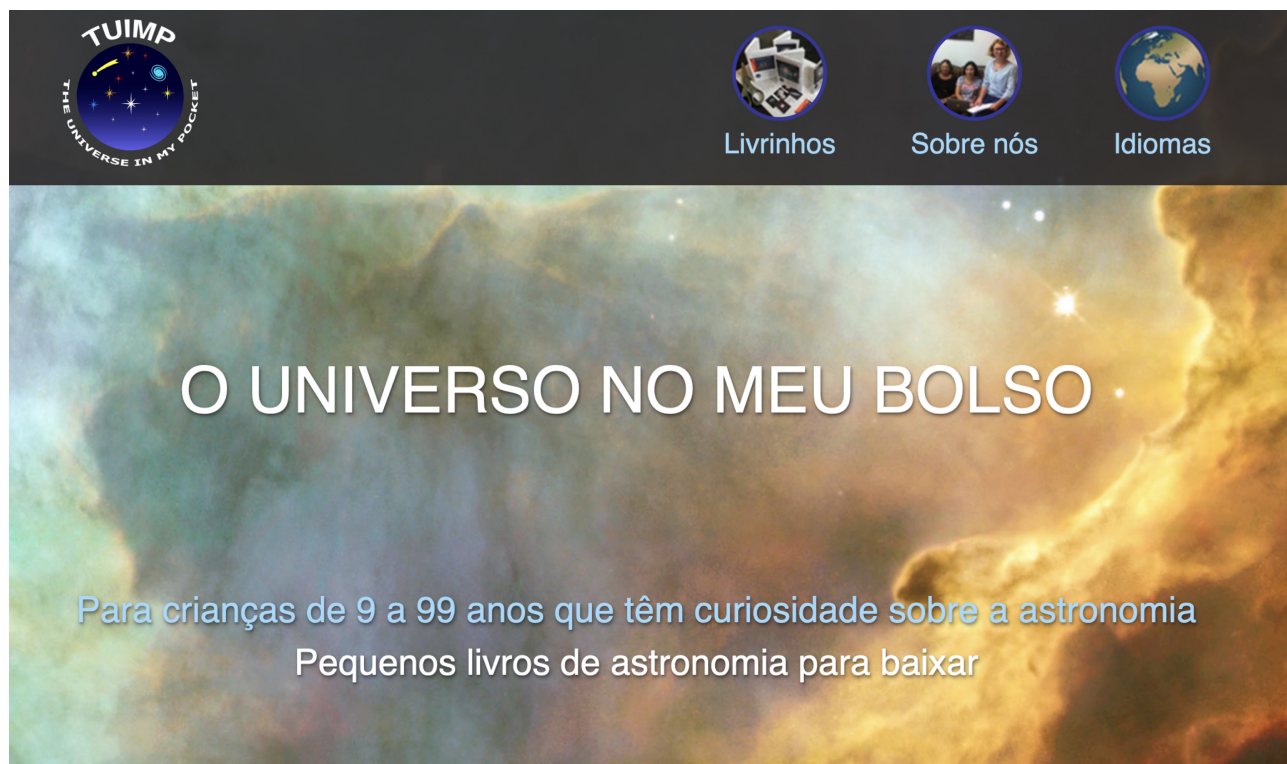 TUIMP
THE UNIVERSE IN MY POCKET
Livrinhos
Sobre nós
Idiomas
O UNIVERSO NO MEU BOLSO
Para crianças de 9 a 99 anos que têm curiosidade sobre a astronomia
Pequenos livros de astronomia para baixar